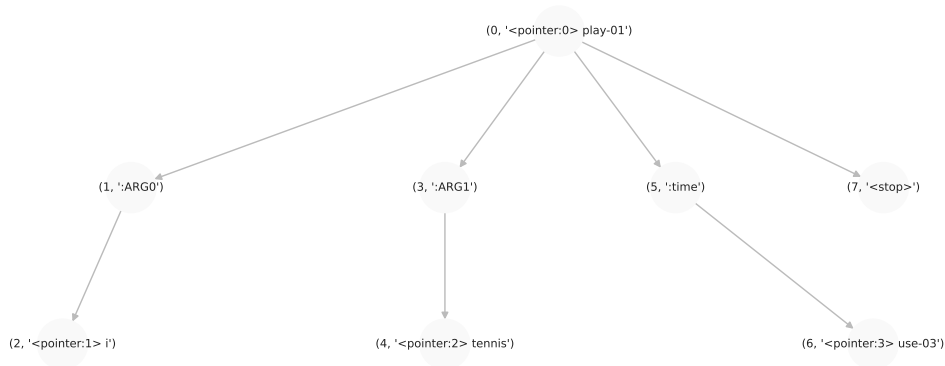 (0, '<pointer:0> play-01')
(1, ':ARG0')
(3, ':ARG1')
(5, ':time')
(7, '<stop>')
(2, '<pointer:1> i')
(4, '<pointer:2> tennis')
(6, '<pointer:3> use-03')